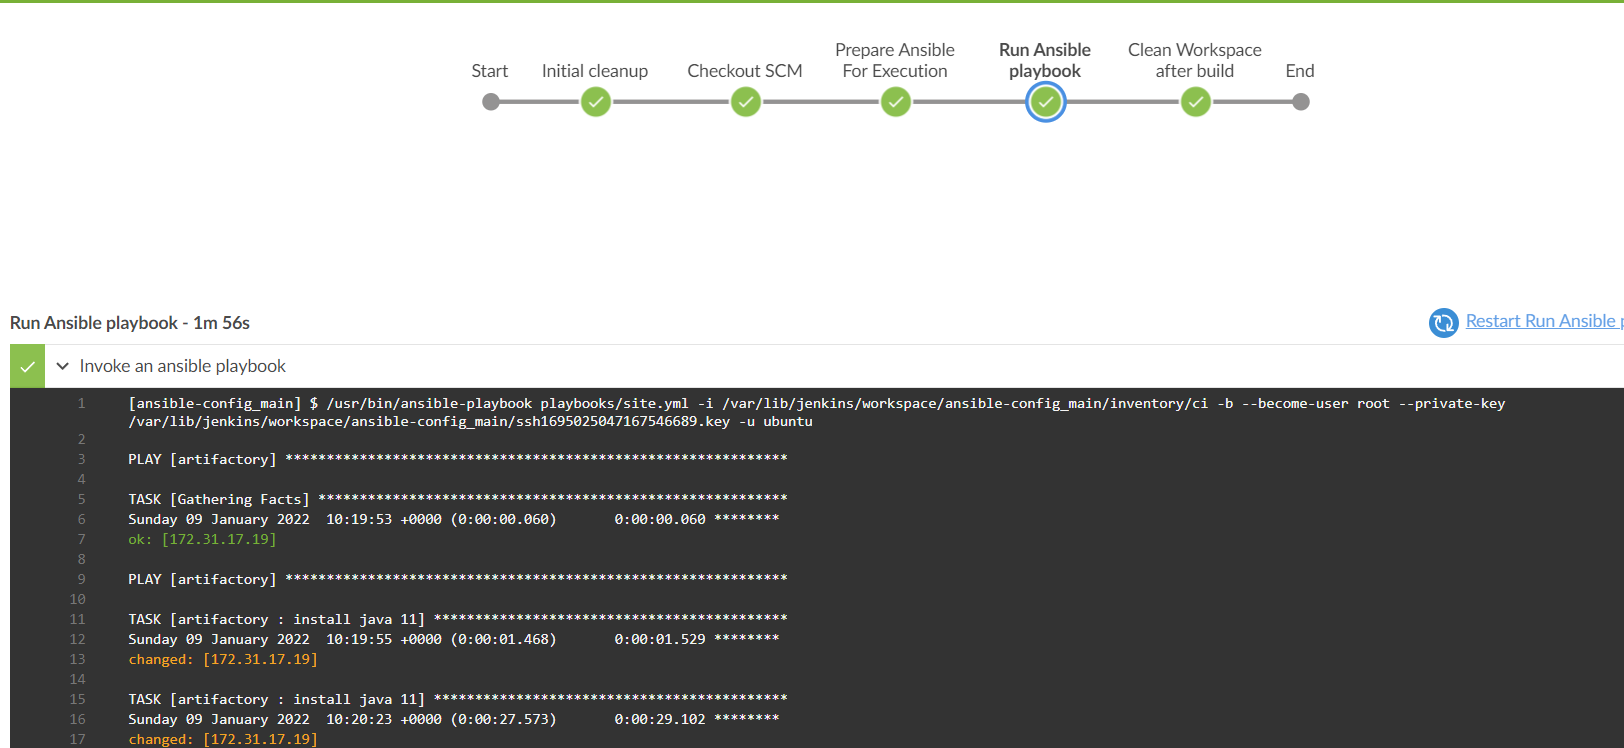 Start
Initial cleanup
Checkout SCM
Prepare Ansible
For Execution
Run Ansible
playbook
Clean Workspace
after build
End
Run Ansible playbook - 1m 56s
Restart Run Ansible
Invoke an ansible playbook
1 [ansible-config_main] $ /usr/bin/ansible-playbook playbooks/site.yml -i /var/lib/jenkins/workspace/ansible-config_main/inventory/ci -b --become-user root --private-key
/var/lib/jenkins/workspace/ansible-config_main/ssh1695025047167546689.key -u ubuntu
2
3 PLAY [artifactory] *************************************************************
4
5 TASK [Gathering Facts] *********************************************************
6 Sunday 09 January 2022  10:19:53 +0000 (0:00:00.060)       0:00:00.060 ********
7 ok: [172.31.17.19]
8
9 PLAY [artifactory] *************************************************************
10
11 TASK [artifactory : install java 11] *******************************************
12 Sunday 09 January 2022  10:19:55 +0000 (0:00:01.468)       0:00:01.529 ********
13 changed: [172.31.17.19]
14
15 TASK [artifactory : install java 11] *******************************************
16 Sunday 09 January 2022  10:20:23 +0000 (0:00:27.573)       0:00:29.102 ********
17 changed: [172.31.17.19]